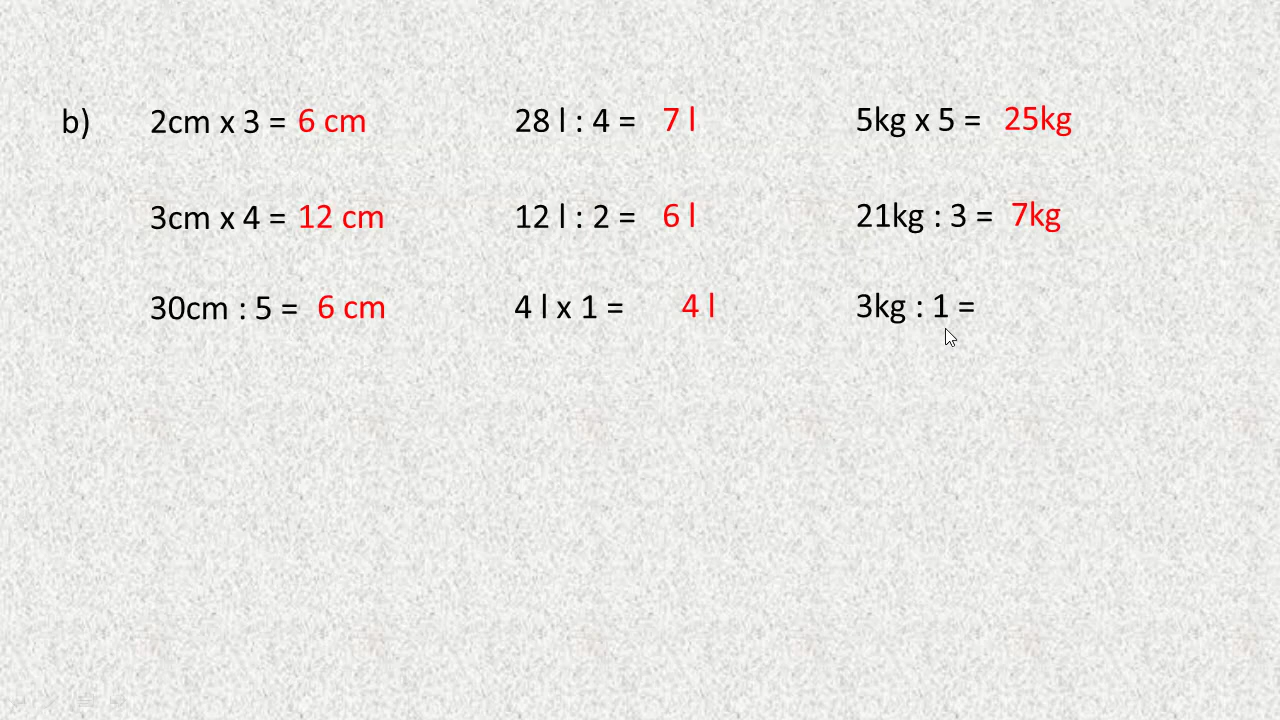 b) 2cm x 3 = 6 cm 28 l : 4 = 7 l 5kg x 5 = 25kg
3cm x 4 = 12 cm 12 l : 2 = 6 l 21kg : 3 = 7kg
30cm : 5 = 6 cm 4 l x 1 = 4 l 3kg : 1 =